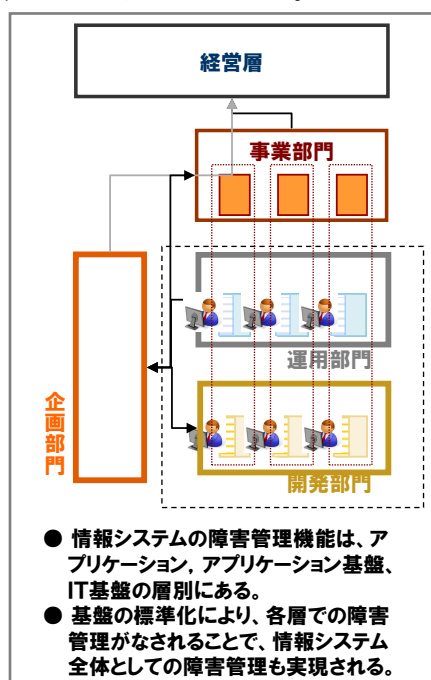 経営層
事業部門
運用部門
企画部門
開発部門
● 情報システムの障害管理機能は、ア
プリケーション，アプリケーション基盤、
IT基盤の層別にある。
● 基盤の標準化により、各層での障害
管理がなされることで、情報システム
全体としての障害管理も実現される。